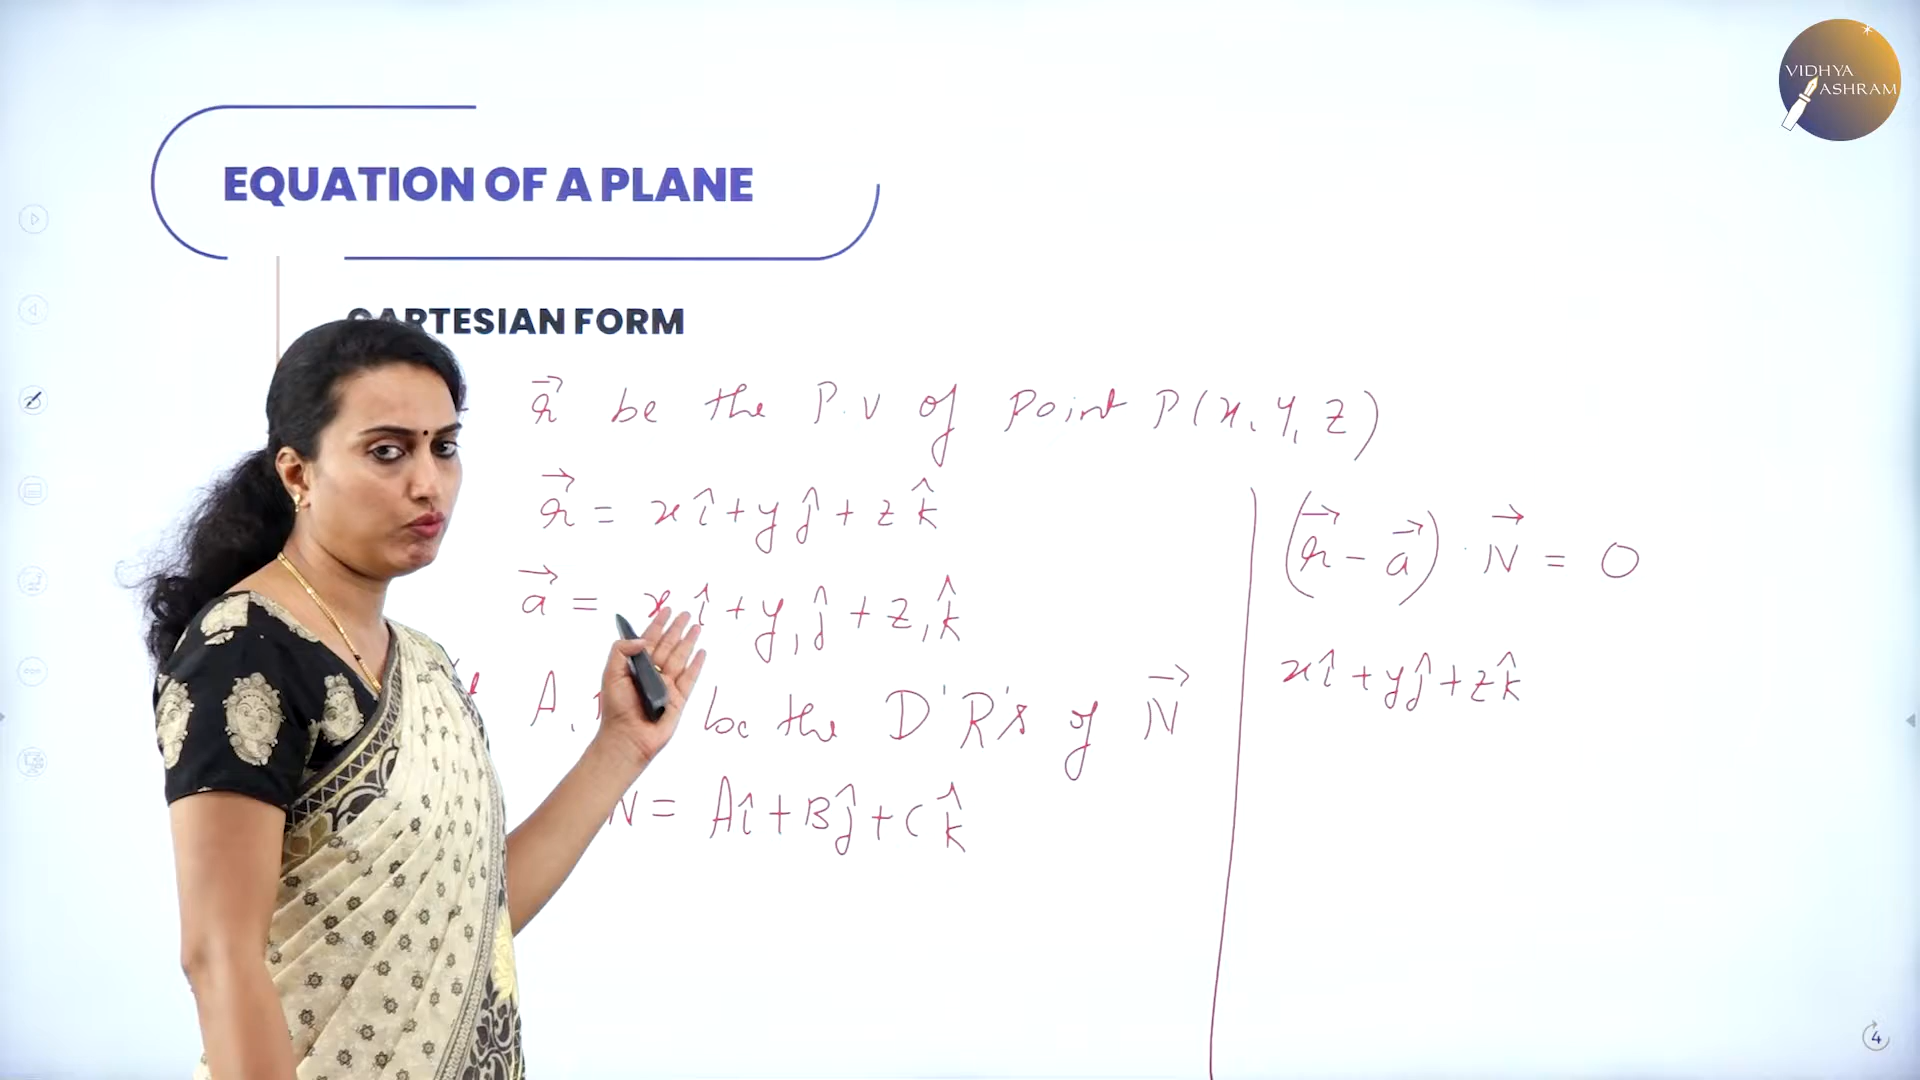 VIDHYA
ASHRAM
EQUATION OF A PLANE
CARTESIAN FORM
r⃗ be the P.V of point P(x, y, z)
r⃗ = xî + yĵ + zk̂
a⃗ = x î + y₁ĵ + z₁k̂
A, be the D'R's of N⃗
N = Aî + Bĵ + Ck̂
(r⃗ - a⃗) · N⃗ = 0
xî + yĵ + zk̂
4